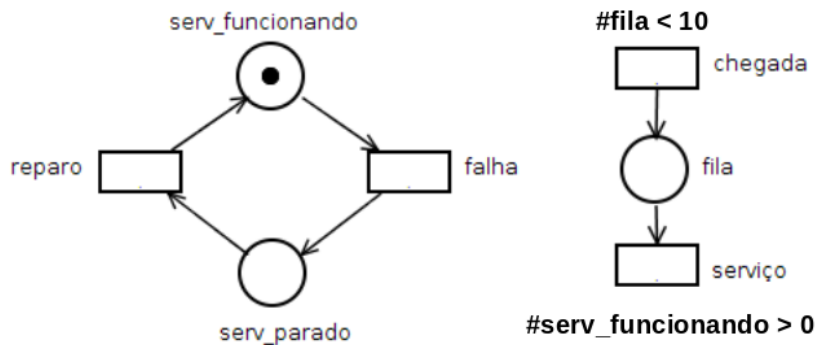 serv_funcionando
reparo
falha
serv_parado
#fila < 10
chegada
fila
serviço
#serv_funcionando > 0